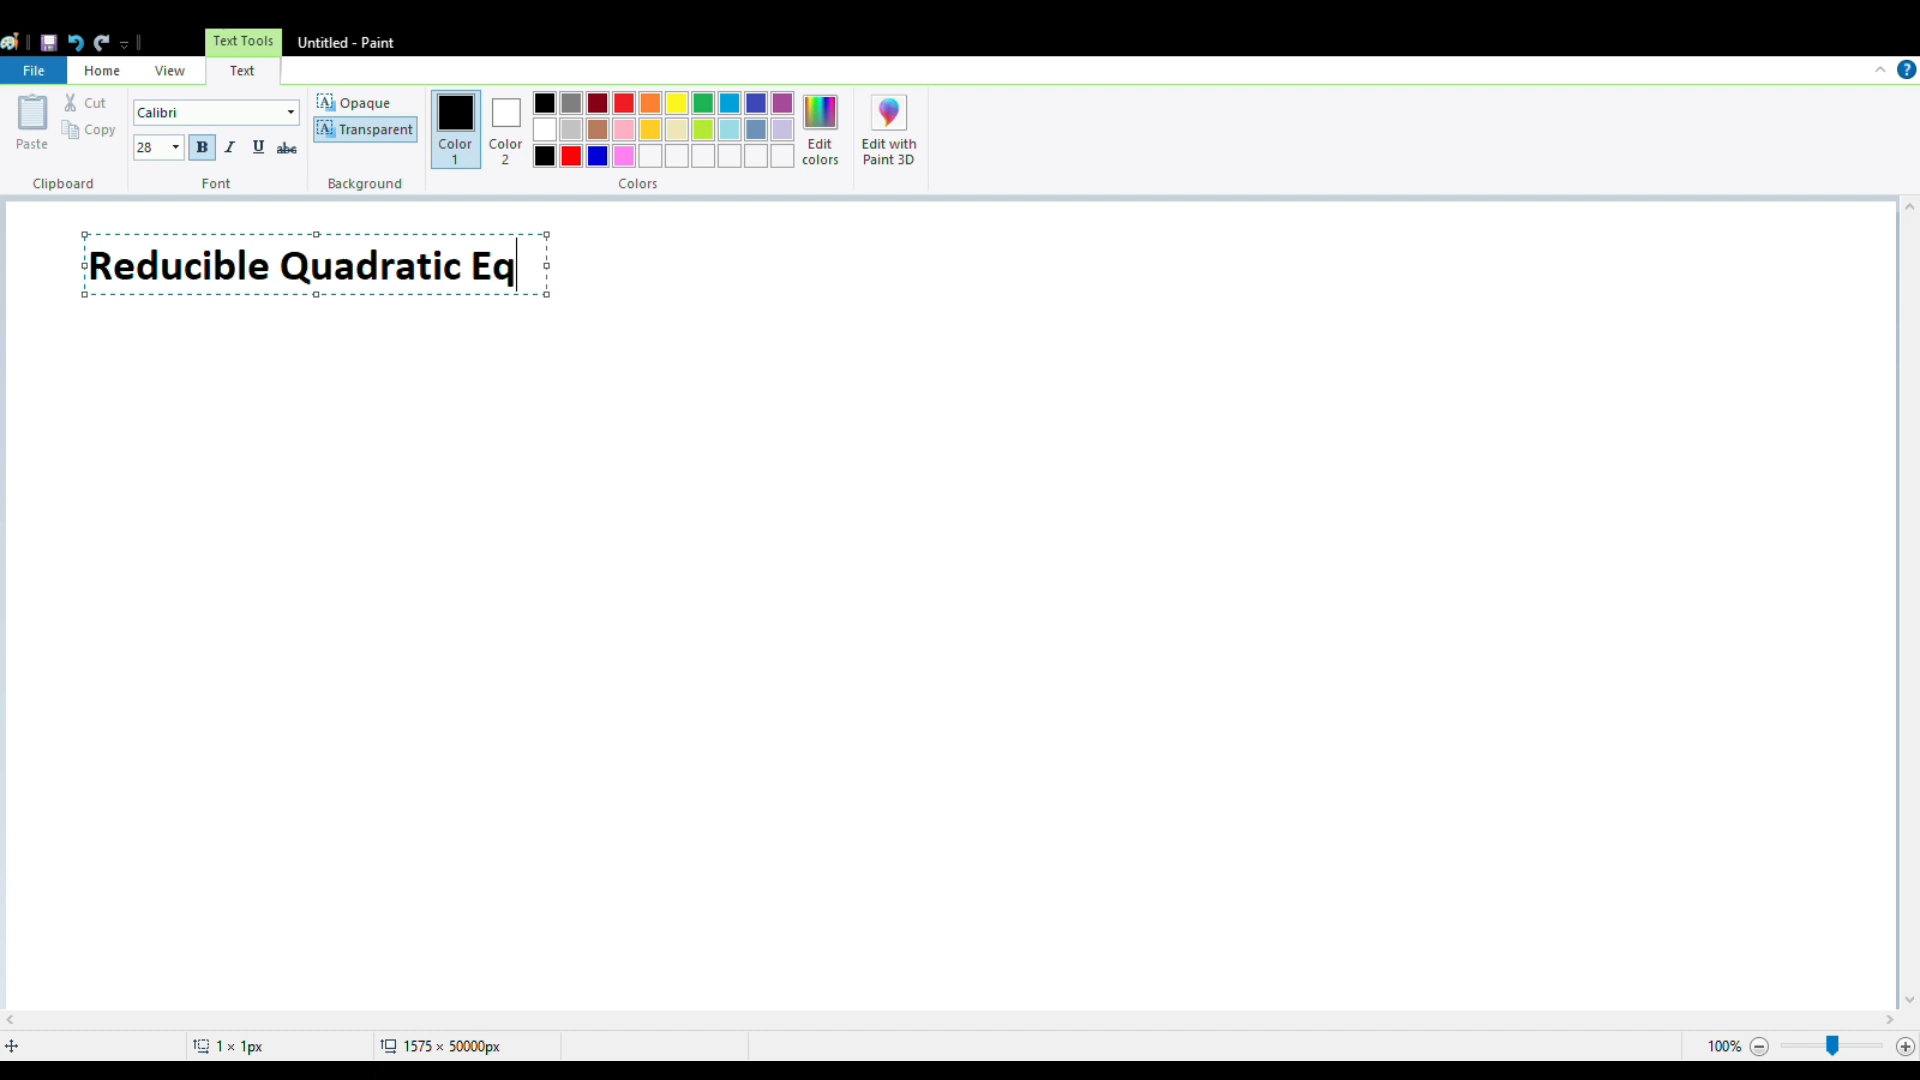 Text Tools
Untitled - Paint
File
Home
View
Text
?
Paste
Cut
Copy
Clipboard
Calibri
28
B I U abc
Font
Opaque
Transparent
Background
Color 1
Color 2
Colors
Edit colors
Edit with Paint 3D
Reducible Quadratic Eq
1 × 1px
1575 × 50000px
100%